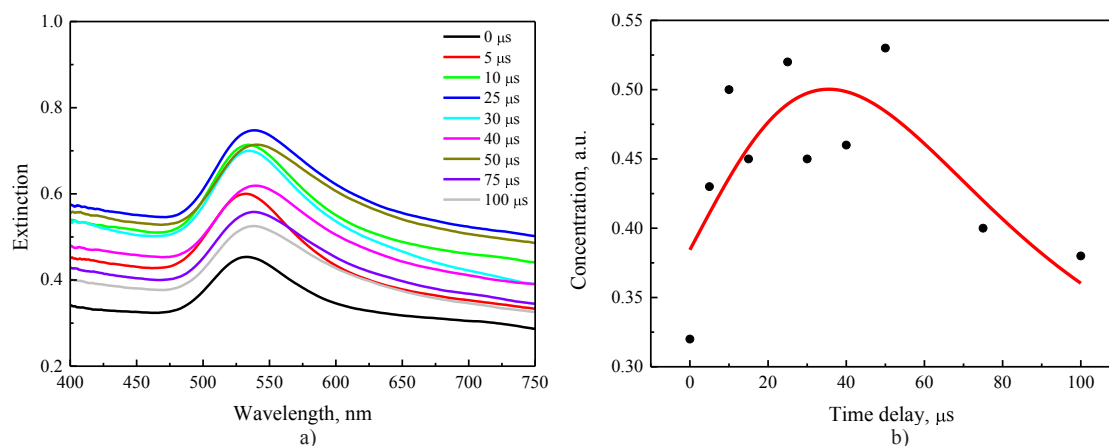 1.0
0.8
0.6
0.4
0.2
Extinction
400 450 500 550 600 650 700 750
Wavelength, nm
a)
0 μs
5 μs
10 μs
25 μs
30 μs
40 μs
50 μs
75 μs
100 μs
0.55
0.50
0.45
0.40
0.35
0.30
Concentration, a.u.
0 20 40 60 80 100
Time delay, μs
b)